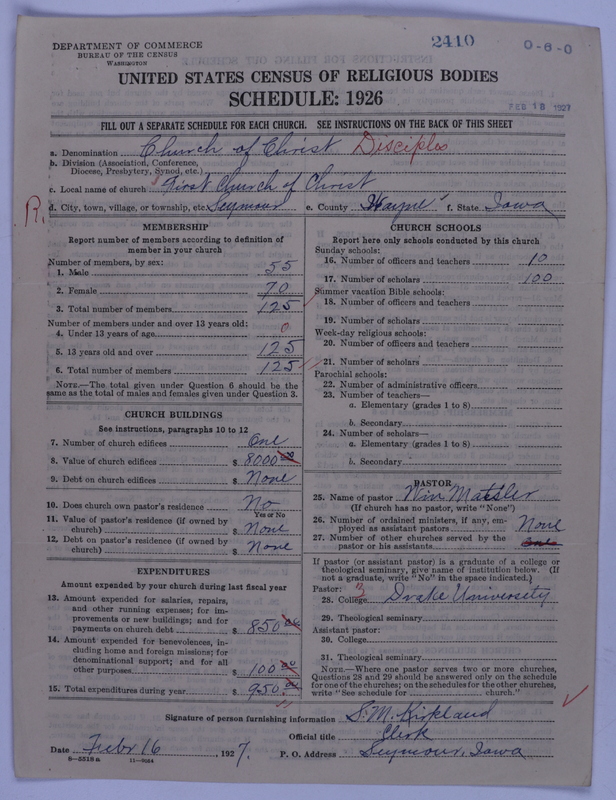 2410
0-6-0
DEPARTMENT OF COMMERCE
BUREAU OF THE CENSUS
WASHINGTON
UNITED STATES CENSUS OF RELIGIOUS BODIES
SCHEDULE: 1926
FEB 18 1927
FILL OUT A SEPARATE SCHEDULE FOR EACH CHURCH. SEE INSTRUCTIONS ON THE BACK OF THIS SHEET
a. Denomination Church of Christ Disciples
b. Division (Association, Conference,
Diocese, Presbytery, Synod, etc.)
c. Local name of church First Church of Christ
R. d. City, town, village, or township, etc. Seymour e. County Wayne f. State Iowa
MEMBERSHIP
Report number of members according to definition of
member in your church
Number of members, by sex:
1. Male 55
2. Female 70
3. Total number of members 125
Number of members under and over 13 years old:
4. Under 13 years of age 0
5. 13 years old and over 125
6. Total number of members 125
NOTE.—The total given under Question 6 should be the
same as the total of males and females given under Question 3.
CHURCH BUILDINGS
See instructions, paragraphs 10 to 12
7. Number of church edifices One
8. Value of church edifices $ 8000 00
9. Debt on church edifices $ None
10. Does church own pastor's residence No
Yes or No
11. Value of pastor's residence (if owned by
church) $ None
12. Debt on pastor's residence (if owned by
church) $ None
EXPENDITURES
Amount expended by your church during last fiscal year
13. Amount expended for salaries, repairs,
and other running expenses; for im-
provements or new buildings; and for
payments on church debt $ 850 00
14. Amount expended for benevolences, in-
cluding home and foreign missions; for
denominational support; and for all
other purposes $ 100 00
15. Total expenditures during year $ 950 00
CHURCH SCHOOLS
Report here only schools conducted by this church
Sunday schools:
16. Number of officers and teachers 10
17. Number of scholars 100
Summer vacation Bible schools:
18. Number of officers and teachers
19. Number of scholars
Week-day religious schools:
20. Number of officers and teachers
21. Number of scholars
Parochial schools:
22. Number of administrative officers
23. Number of teachers—
a. Elementary (grades 1 to 8)
b. Secondary
24. Number of scholars—
a. Elementary (grades 1 to 8)
b. Secondary
PASTOR
25. Name of pastor Win
(If church has no pastor, write "None")
26. Number of ordained ministers, if any, em-
ployed as assistant pastors None
27. Number of other churches served by the
pastor or his assistants One
If pastor (or assistant pastor) is a graduate of a college or
theological seminary, give name of institution below. (If
not a graduate, write "No" in the space indicated.)
Pastor:
28. College Drake University
29. Theological seminary
Assistant pastor:
30. College
31. Theological seminary
NOTE.—Where one pastor serves two or more churches,
Questions 28 and 29 should be answered only on the schedule
for one of the churches; on the schedules for the other churches,
write "See schedule for church."
Signature of person furnishing information S. M. Kirkland
Official title Clerk
Date Febr 16, 1927. P. O. Address Seymour, Iowa
8-5518a 11-9064